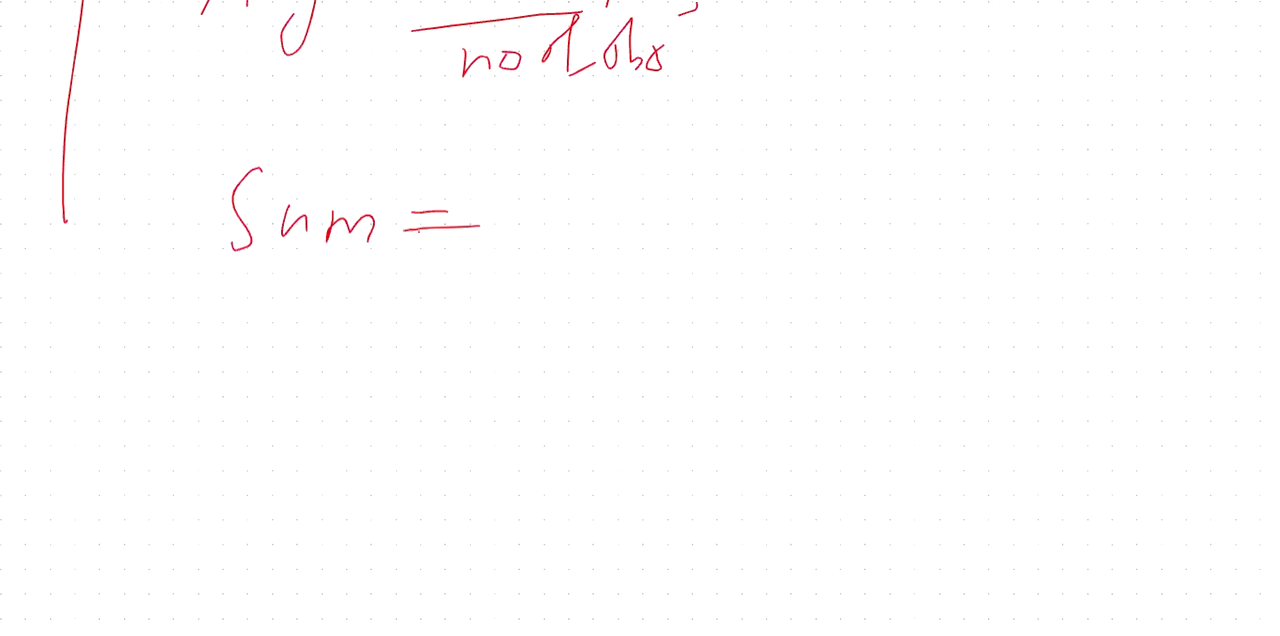 no of obs
Sum =